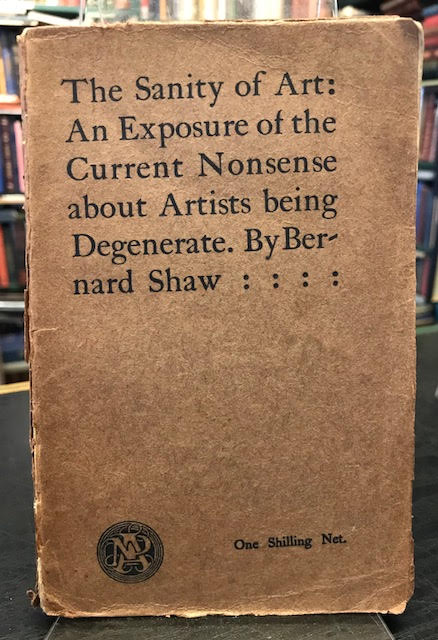 The Sanity of Art:
An Exposure of the
Current Nonsense
about Artists being
Degenerate. By Ber-
nard Shaw : : : :
One Shilling Net.